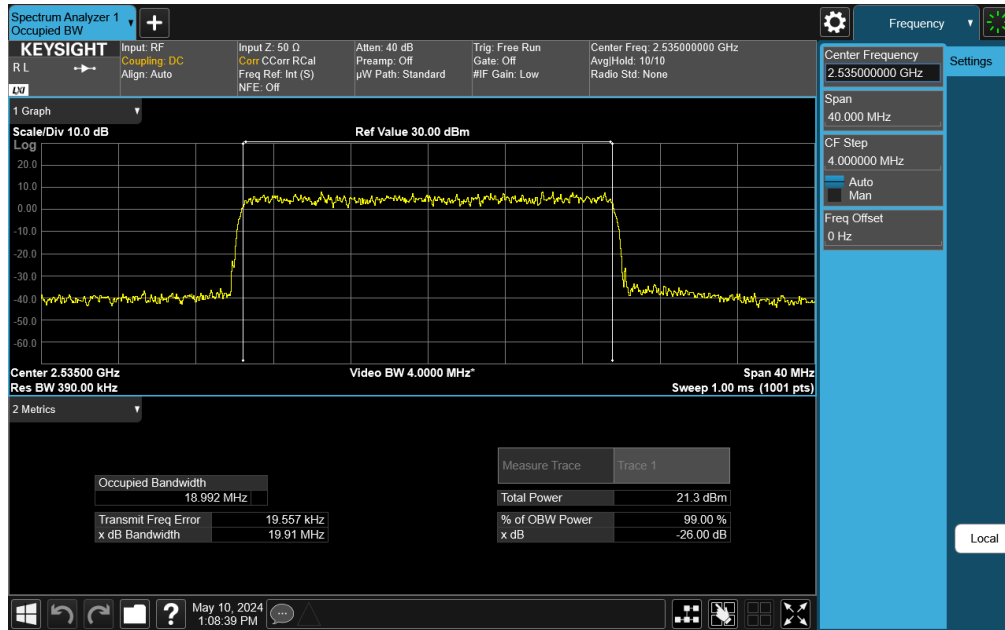 Spectrum Analyzer 1
Occupied BW
Frequency
KEYSIGHT
R L
LXI
Input: RF
Coupling: DC
Align: Auto
Input Z: 50 Ω
Corr CCorr RCal
Freq Ref: Int (S)
NFE: Off
Atten: 40 dB
Preamp: Off
µW Path: Standard
Trig: Free Run
Gate: Off
#IF Gain: Low
Center Freq: 2.535000000 GHz
Avg|Hold: 10/10
Radio Std: None
Center Frequency
2.535000000 GHz
Settings
Span
40.000 MHz
CF Step
4.000000 MHz
Auto
Man
Freq Offset
0 Hz
Local
1 Graph
Scale/Div 10.0 dB
Ref Value 30.00 dBm
Log
20.0
10.0
0.00
-10.0
-20.0
-30.0
-40.0
-50.0
-60.0
Center 2.53500 GHz
Video BW 4.0000 MHz*
Span 40 MHz
Res BW 390.00 kHz
Sweep 1.00 ms (1001 pts)
2 Metrics
Measure Trace
Trace 1
Occupied Bandwidth
18.992 MHz
Total Power
21.3 dBm
Transmit Freq Error
19.557 kHz
% of OBW Power
99.00 %
x dB Bandwidth
19.91 MHz
x dB
-26.00 dB
?
May 10, 2024
1:08:39 PM